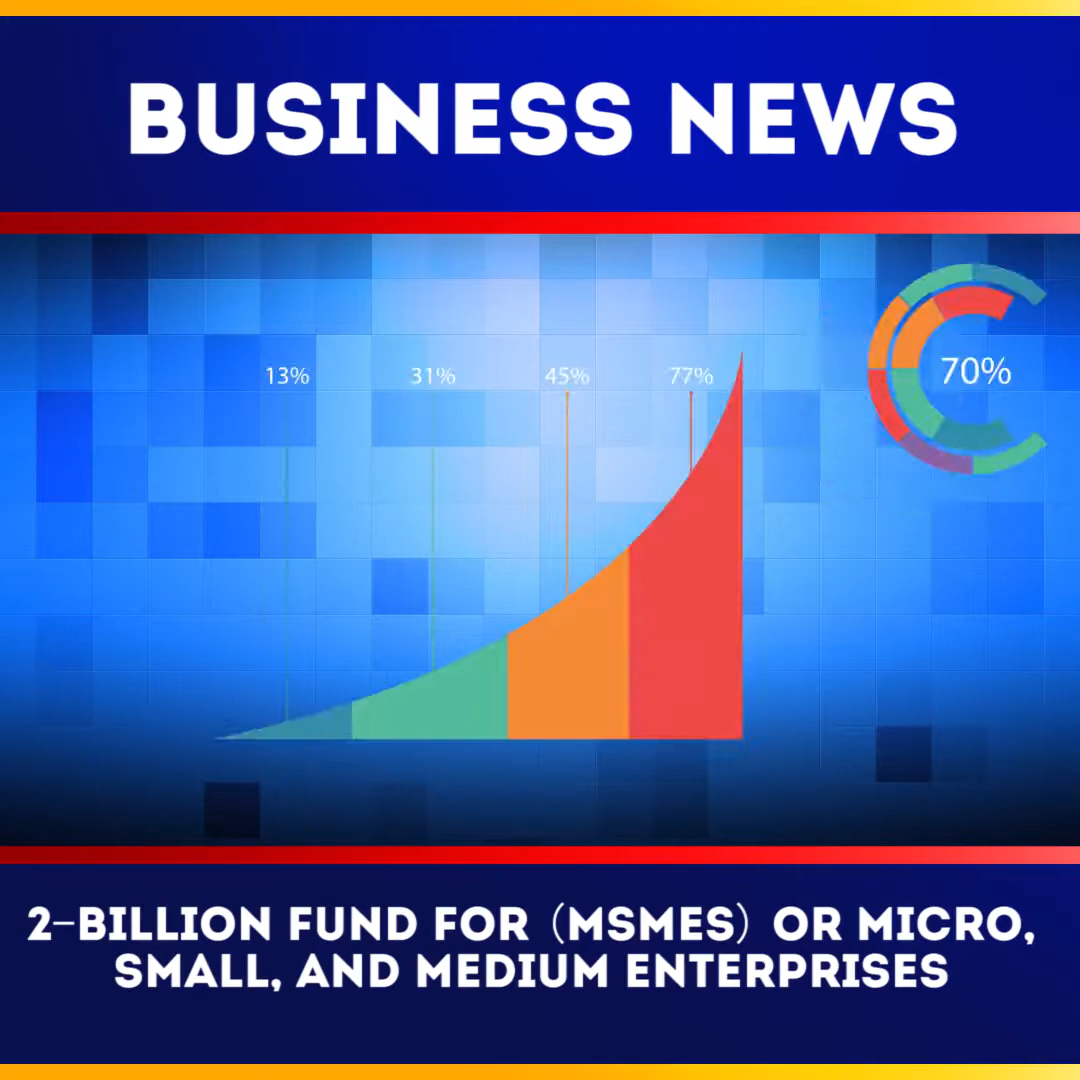 BUSINESS NEWS
13%
31%
45%
77%
70%
2-BILLION FUND FOR (MSMES) OR MICRO,
SMALL, AND MEDIUM ENTERPRISES